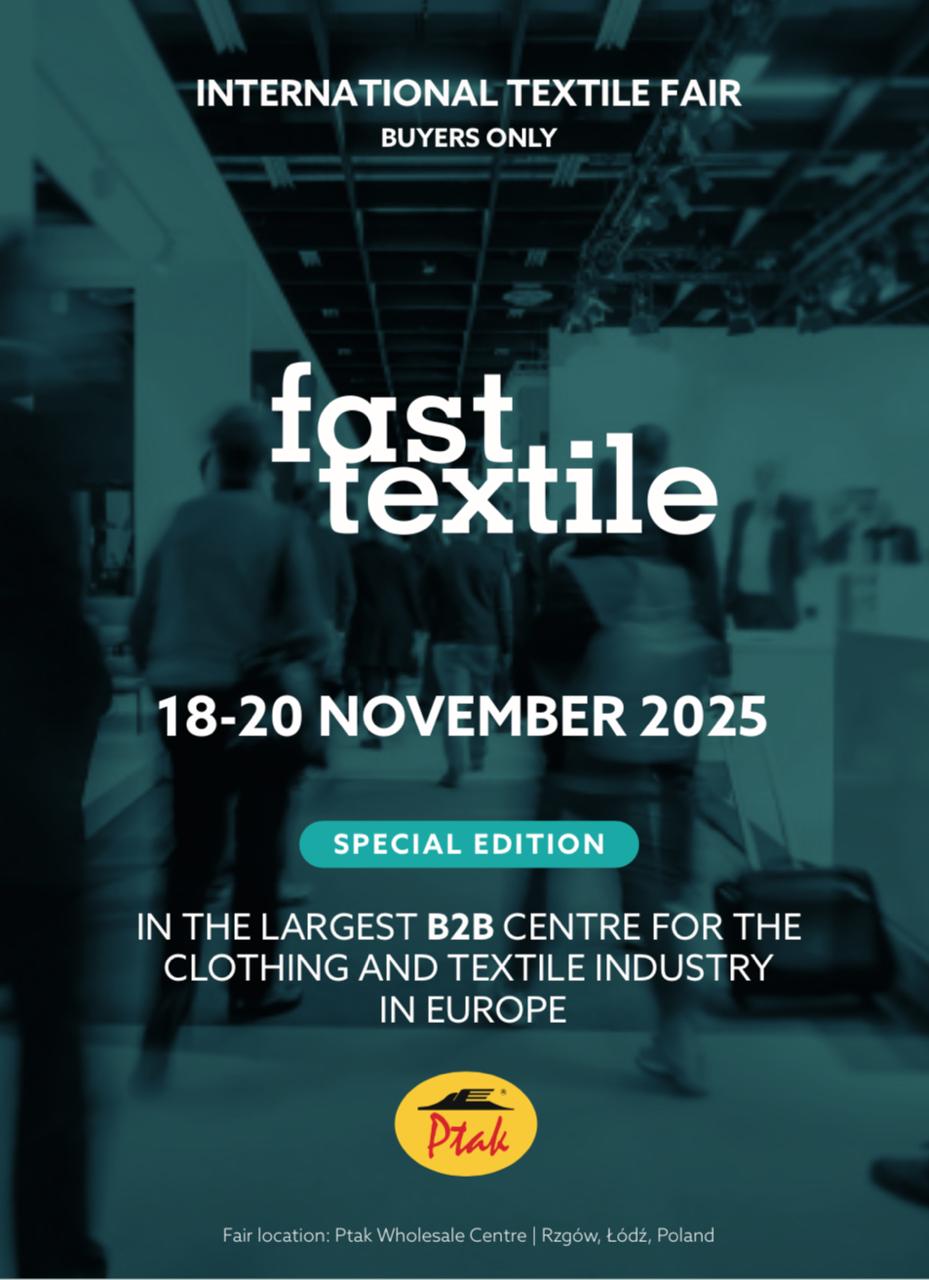 INTERNATIONAL TEXTILE FAIR
BUYERS ONLY
fast
textile
18-20 NOVEMBER 2025
SPECIAL EDITION
IN THE LARGEST B2B CENTRE FOR THE
CLOTHING AND TEXTILE INDUSTRY
IN EUROPE
®
Ptak
Fair location: Ptak Wholesale Centre | Rzgów, Łódź, Poland